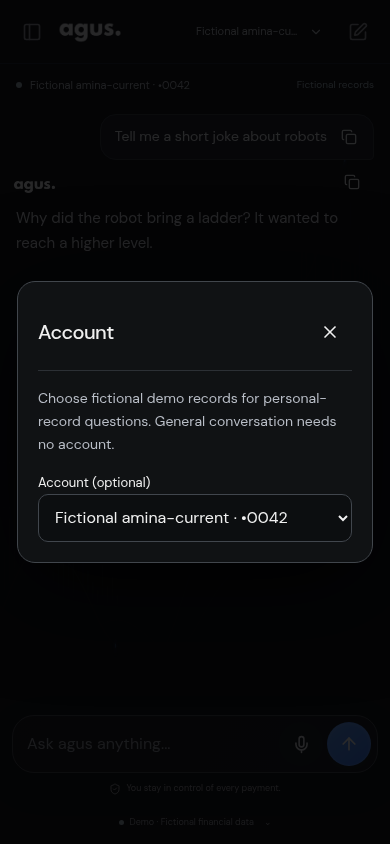 agus.
Fictional amina-cu...
Fictional amina-current · •0042
Fictional records
Tell me a short joke about robots
agus.
Why did the robot bring a ladder? It wanted to
reach a higher level.
Account
Choose fictional demo records for personal-
record questions. General conversation needs
no account.
Account (optional)
Fictional amina-current · •0042
Ask agus anything...
You stay in control of every payment.
Demo · Fictional financial data